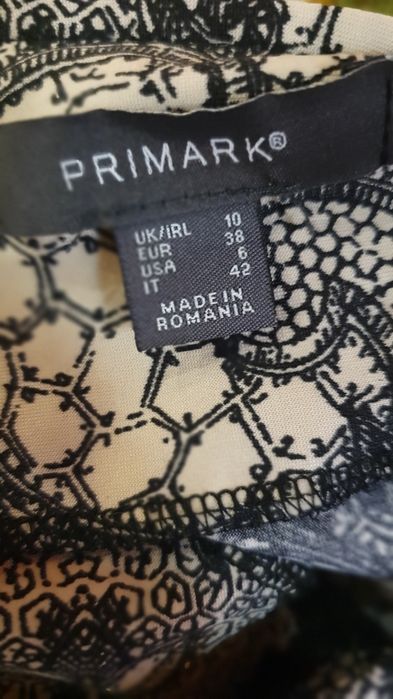 PRIMARK®
UK/IRL 10
EUR 38
USA 6
IT 42
MADE IN
ROMANIA